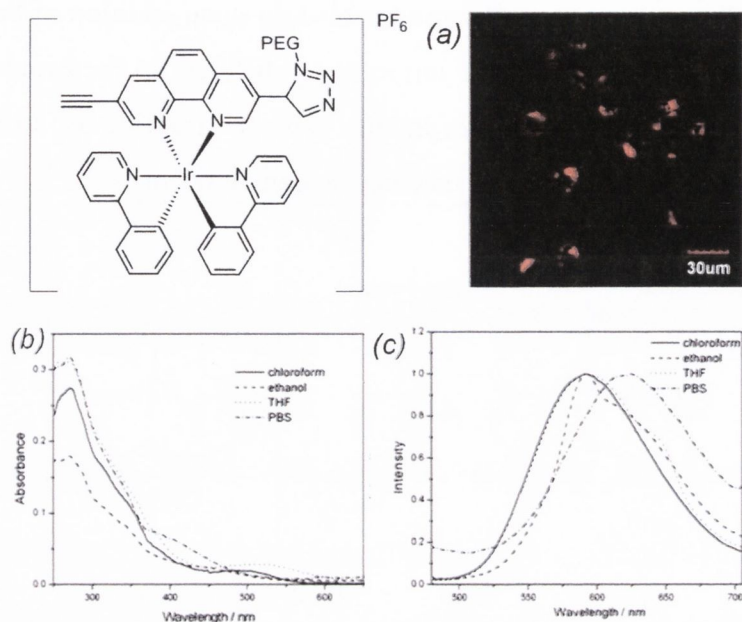 PEG
N
N
N
N
N
N
Ir
N
PF6
(a)
30um
(b)
Absorbance
0.3
0.2
0.1
0.0
300
400
500
600
Wavelength / nm
chloroform
ethanol
THF
PBS
(c)
Intensity
1.2
1.0
0.8
0.6
0.4
0.2
0.0
500
550
600
650
700
Wavelength / nm
chloroform
ethanol
THF
PBS